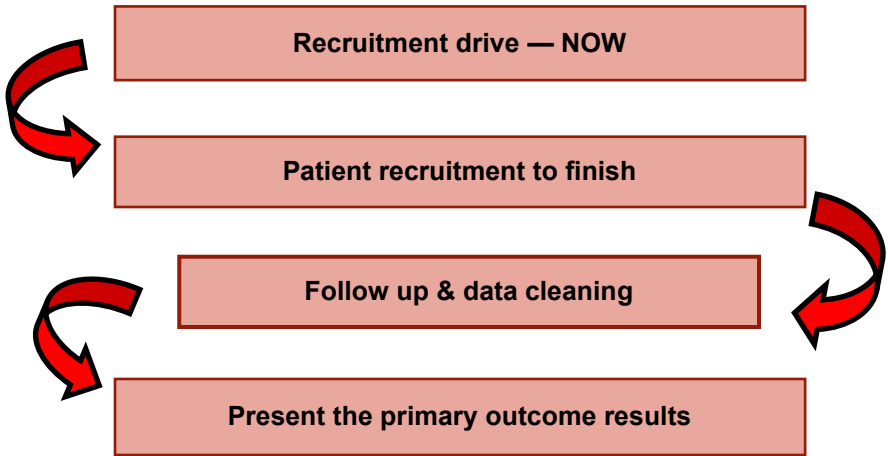 Recruitment drive — NOW
Patient recruitment to finish
Follow up & data cleaning
Present the primary outcome results